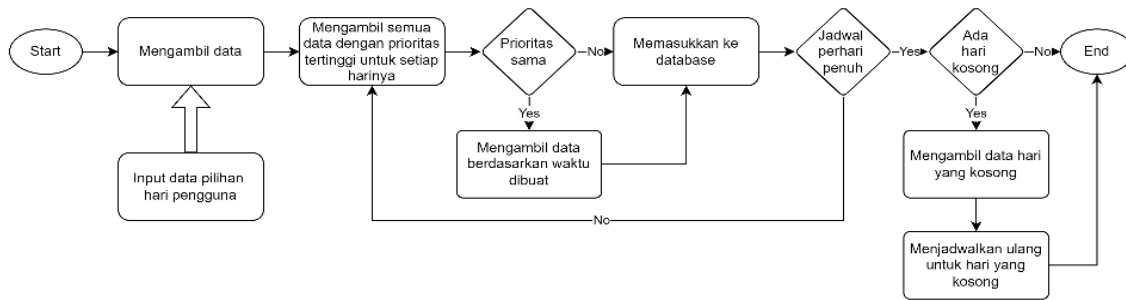 Start
Mengambil data
Input data pilihan
hari pengguna
Mengambil semua
data dengan prioritas
tertinggi untuk setiap
harinya
Prioritas
sama
No
Yes
Mengambil data
berdasarkan waktu
dibuat
Memasukkan ke
database
Jadwal
perhari
penuh
Yes
No
Ada
hari
kosong
No
Yes
Mengambil data hari
yang kosong
Menjadwalkan ulang
untuk hari yang
kosong
End